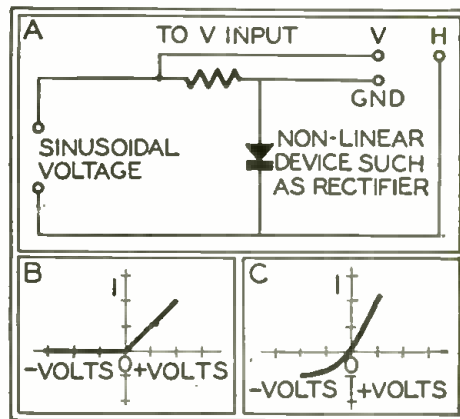 A
TO V INPUT
V
H
GND
SINUSOIDAL
VOLTAGE
NON-LINEAR
DEVICE SUCH
AS RECTIFIER
B
I
-VOLTS
O
+VOLTS
C
I
-VOLTS
O
+VOLTS